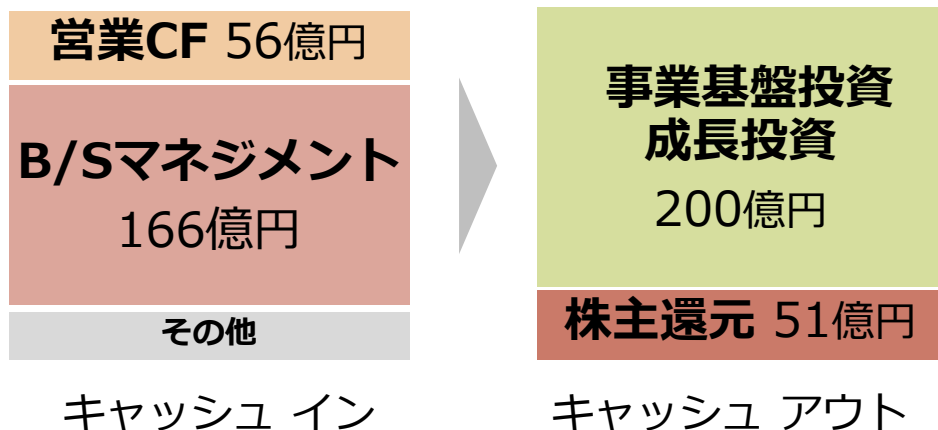 営業CF 56億円
B/Sマネジメント
166億円
その他
キャッシュ イン
事業基盤投資
成長投資
200億円
株主還元 51億円
キャッシュ アウト